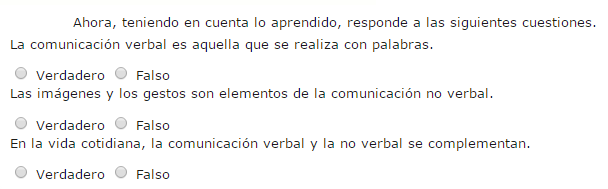 Ahora, teniendo en cuenta lo aprendido, responde a las siguientes cuestiones.
La comunicación verbal es aquella que se realiza con palabras.
Verdadero Falso
Las imágenes y los gestos son elementos de la comunicación no verbal.
Verdadero Falso
En la vida cotidiana, la comunicación verbal y la no verbal se complementan.
Verdadero Falso